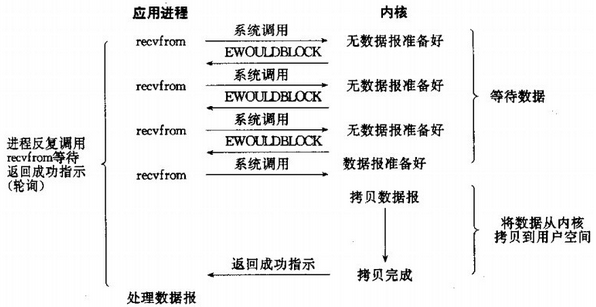 应用进程
内核
系统调用
recvfrom
无数据报准备好
EWOULDBLOCK
系统调用
recvfrom
无数据报准备好
EWOULDBLOCK
等待数据
系统调用
recvfrom
无数据报准备好
EWOULDBLOCK
进程反复调用
recvfrom等待
返回成功指示
(轮询)
系统调用
recvfrom
数据报准备好
拷贝数据报
将数据从内核
拷贝到用户空间
返回成功指示
拷贝完成
处理数据报